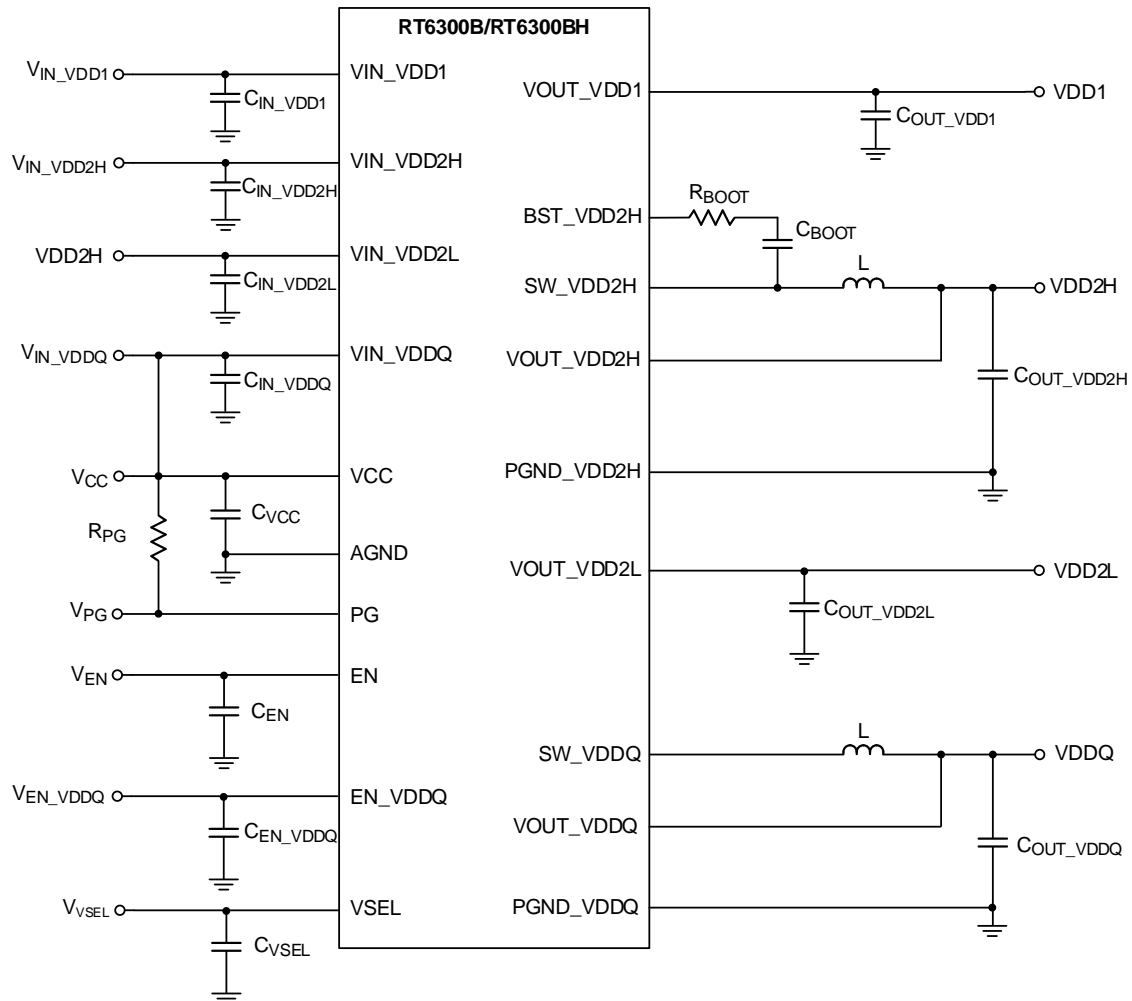 RT6300B/RT6300BH
VIN_VDD1
VIN_VDD1
CIN_VDD1
VIN_VDD2H
VIN_VDD2H
CIN_VDD2H
VDD2H
VIN_VDD2L
CIN_VDD2L
VIN_VDDQ
VIN_VDDQ
CIN_VDDQ
VCC
VCC
CVCC
RPG
AGND
VPG
PG
VEN
EN
CEN
VEN_VDDQ
EN_VDDQ
CEN_VDDQ
VVSEL
VSEL
CVSEL
VOUT_VDD1
VDD1
COUT_VDD1
BST_VDD2H
RBOOT
CBOOT
SW_VDD2H
L
VDD2H
VOUT_VDD2H
COUT_VDD2H
PGND_VDD2H
VOUT_VDD2L
VDD2L
COUT_VDD2L
SW_VDDQ
L
VDDQ
VOUT_VDDQ
COUT_VDDQ
PGND_VDDQ